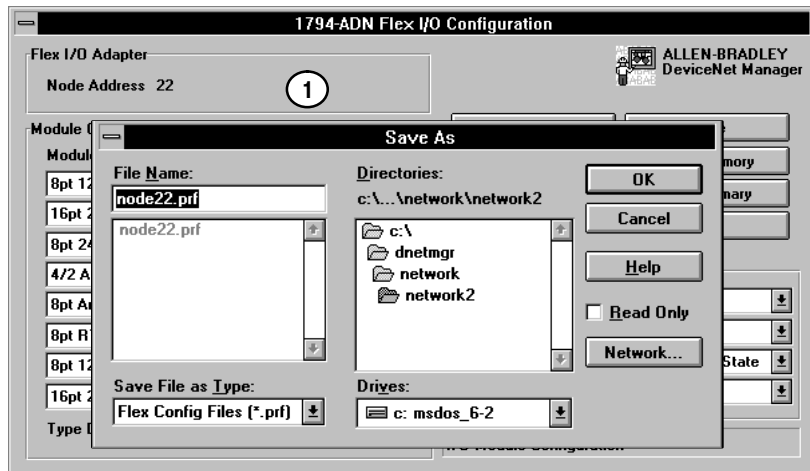 1794-ADN Flex I/O Configuration
Flex I/O Adapter
Node Address 22
1
ALLEN-BRADLEY
DeviceNet Manager
Module
Modul
8pt 12
16pt 2
8pt 24
4/2 A
8pt
8pt
8pt 12
16pt 2
Type
Save As
File Name:
node22.prf
node22.prf
Save File as Type:
Flex Config Files (*.prf)
Directories:
c:\...\network\network2
c:\
dnetmgr
network
network2
Drives:
c: msdos_6-2
OK
Cancel
Help
Read Only
Network...
mory
nary
State